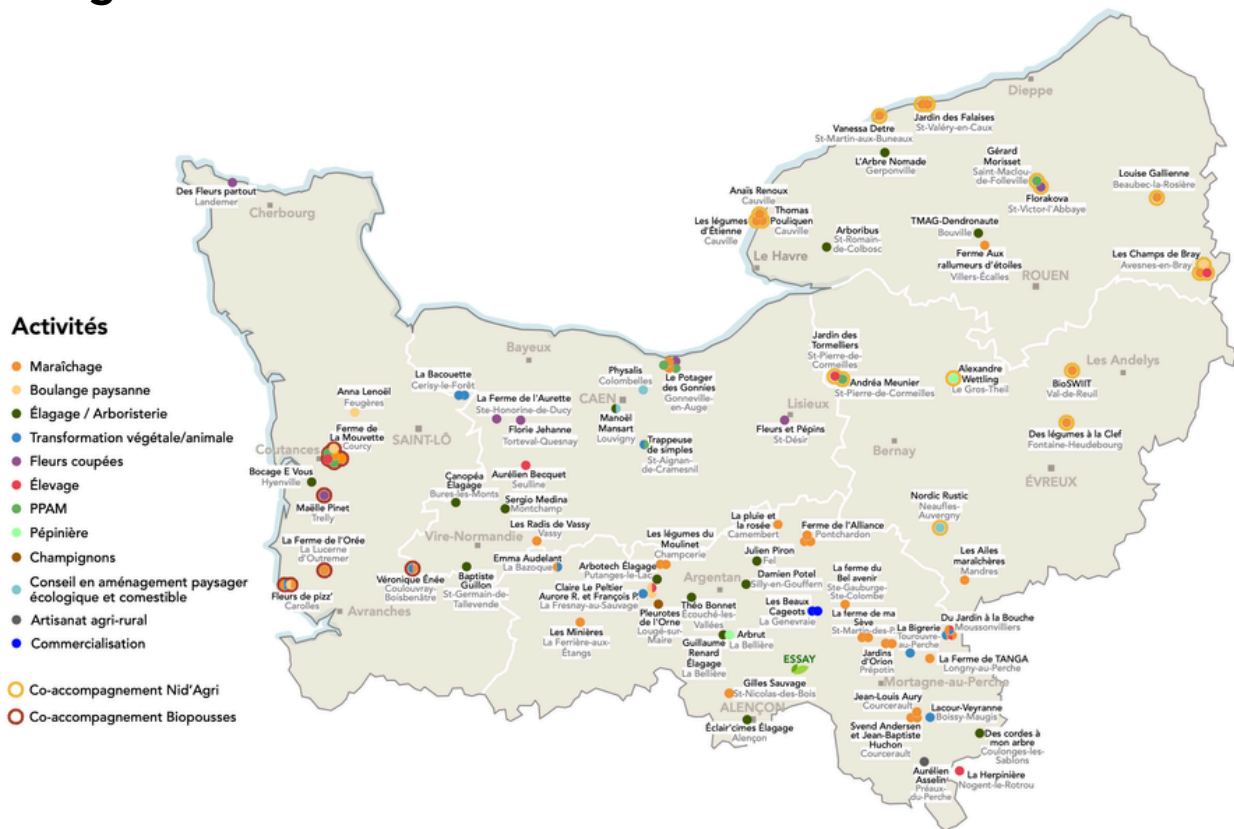 Dieppe
Jardin des Falaises
St-Valéry-en-Caux
Vanessa Detre
St-Martin-aux-Buneaux
L'Arbre Nomade
Gerponville
Gérard
Morisset
Saint-Maclou-
de-Folleville
Florakova
St-Victor-l'Abbaye
Louise Gallienne
Beaubec-la-Rosière
Des Fleurs partout
Landemer
Cherbourg
Anaïs Renoux
Cauville
Thomas
Pouliquen
Cauville
Les légumes
d'Étienne
Cauville
Arboribus
St-Romain-
de-Colbosc
TMAG-Dendronaute
Bouville
Ferme Aux
rallumeurs d'étoiles
Villers-Écalles
Les Champs de Bray
Avesnes-en-Bray
Le Havre
ROUEN
Activités
Maraîchage
Boulange paysanne
Élagage / Arboristerie
Transformation végétale/animale
Fleurs coupées
Élevage
PPAM
Pépinière
Champignons
Conseil en aménagement paysager
écologique et comestible
Artisanat agri-rural
Commercialisation
Co-accompagnement Nid'Agri
Co-accompagnement Biopousses
Bayeux
Jardin des
Tormelliers
St-Pierre-de-
Cormeilles
Andréa Meunier
St-Pierre-de-Cormeilles
Alexandre
Wettling
Le Gros-Theil
Les Andelys
BioSWIIT
Val-de-Reuil
La Bacouette
Cerisy-le-Forêt
Physalis
Colombelles
Le Potager
des Gonnies
Gonneville-
en-Auge
Anna Lenoël
Feugères
La Ferme de l'Aurette
Ste-Honorine-de-Ducy
CAEN
Manoël
Mansart
Louvigny
Lisieux
Fleurs et Pépins
St-Désir
Des légumes à la Clef
Fontaine-Heudebourg
Ferme de
La Mouvette
Courcy
SAINT-LÔ
Florie Jehanne
Torteval-Quesnay
Trappeuse
de simples
St-Aignan-
de-Cramesnil
Bernay
Coutances
ÉVREUX
Bocage E Vous
Hyenville
Canopéa
Élagage
Bures-les-Monts
Aurélien Becquet
Seulline
Sergio Medina
Montchamp
Nordic Rustic
Neaufles-
Auvergny
Maëlle Pinet
Trelly
La Ferme de l'Orée
La Lucerne
d'Outremer
Vire-Normandie
Les Radis de Vassy
Vassy
Les légumes du
Moulinet
Champcerie
La pluie et
la rosée
Camembert
Ferme de l'Alliance
Pontchardon
Les Ailes
maraîchères
Mandres
Fleurs de pizz'
Carolles
Véronique Énée
Coulouvray-
Boisbenâtre
Baptiste
Guillon
St-Germain-de-
Tallevende
Emma Audelant
La Bazoque
Arbotech Élagage
Putanges-le-Lac
Argentan
Julien Piron
Fel
Damien Potel
Silly-en-Gouffern
La ferme du
Bel avenir
Ste-Gauburge-
Ste-Colombe
Avranches
Claire Le Peltier
Aurore R. et François P.
La Fresnay-au-Sauvage
Pleurotes
de l'Orne
Lougé-sur-
Maire
Théo Bonnet
Écouché-les-
Vallées
Les Beaux
Cageots
La Genevraie
La ferme de ma
Sève
St-Martin-des-P.
La Bigrerie
Tourouvre-
au-Perche
Du Jardin à la Bouche
Moussonvilliers
Les Minières
La Ferrière-aux-
Étangs
Guillaume
Renard
Élagage
La Bellière
Arbrut
La Bellière
ESSAY
Jardins
d'Orion
Prépotin
La Ferme de TANGA
Longny-au-Perche
Mortagne-au-Perche
Gilles Sauvage
St-Nicolas-des-Bois
ALENÇON
Éclair'cimes Élagage
Alençon
Jean-Louis Aury
Courcerault
Svend Andersen
et Jean-Baptiste
Huchon
Courcerault
Lacour-Veyranne
Boissy-Maugis
Des cordes à
mon arbre
Coulonges-les-
Sablons
Aurélien
Asselin
Préaux-
du-Perche
La Herpinière
Nogent-le-Rotrou